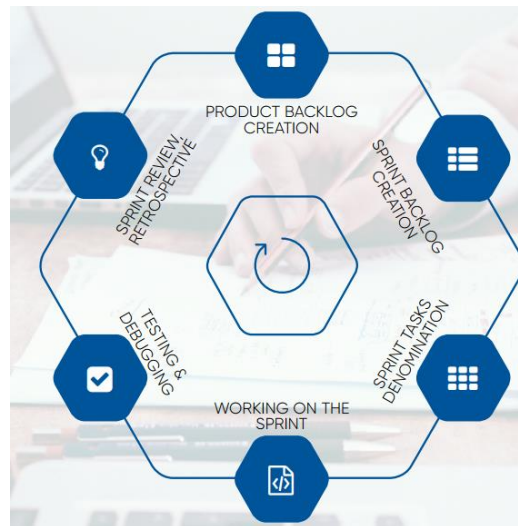 PRODUCT BACKLOG
CREATION
SPRINT BACKLOG
CREATION
SPRINT TASKS
DENOMINATION
WORKING ON THE
SPRINT
TESTING &
DEBUGGING
SPRINT REVIEW,
RETROSPECTIVE